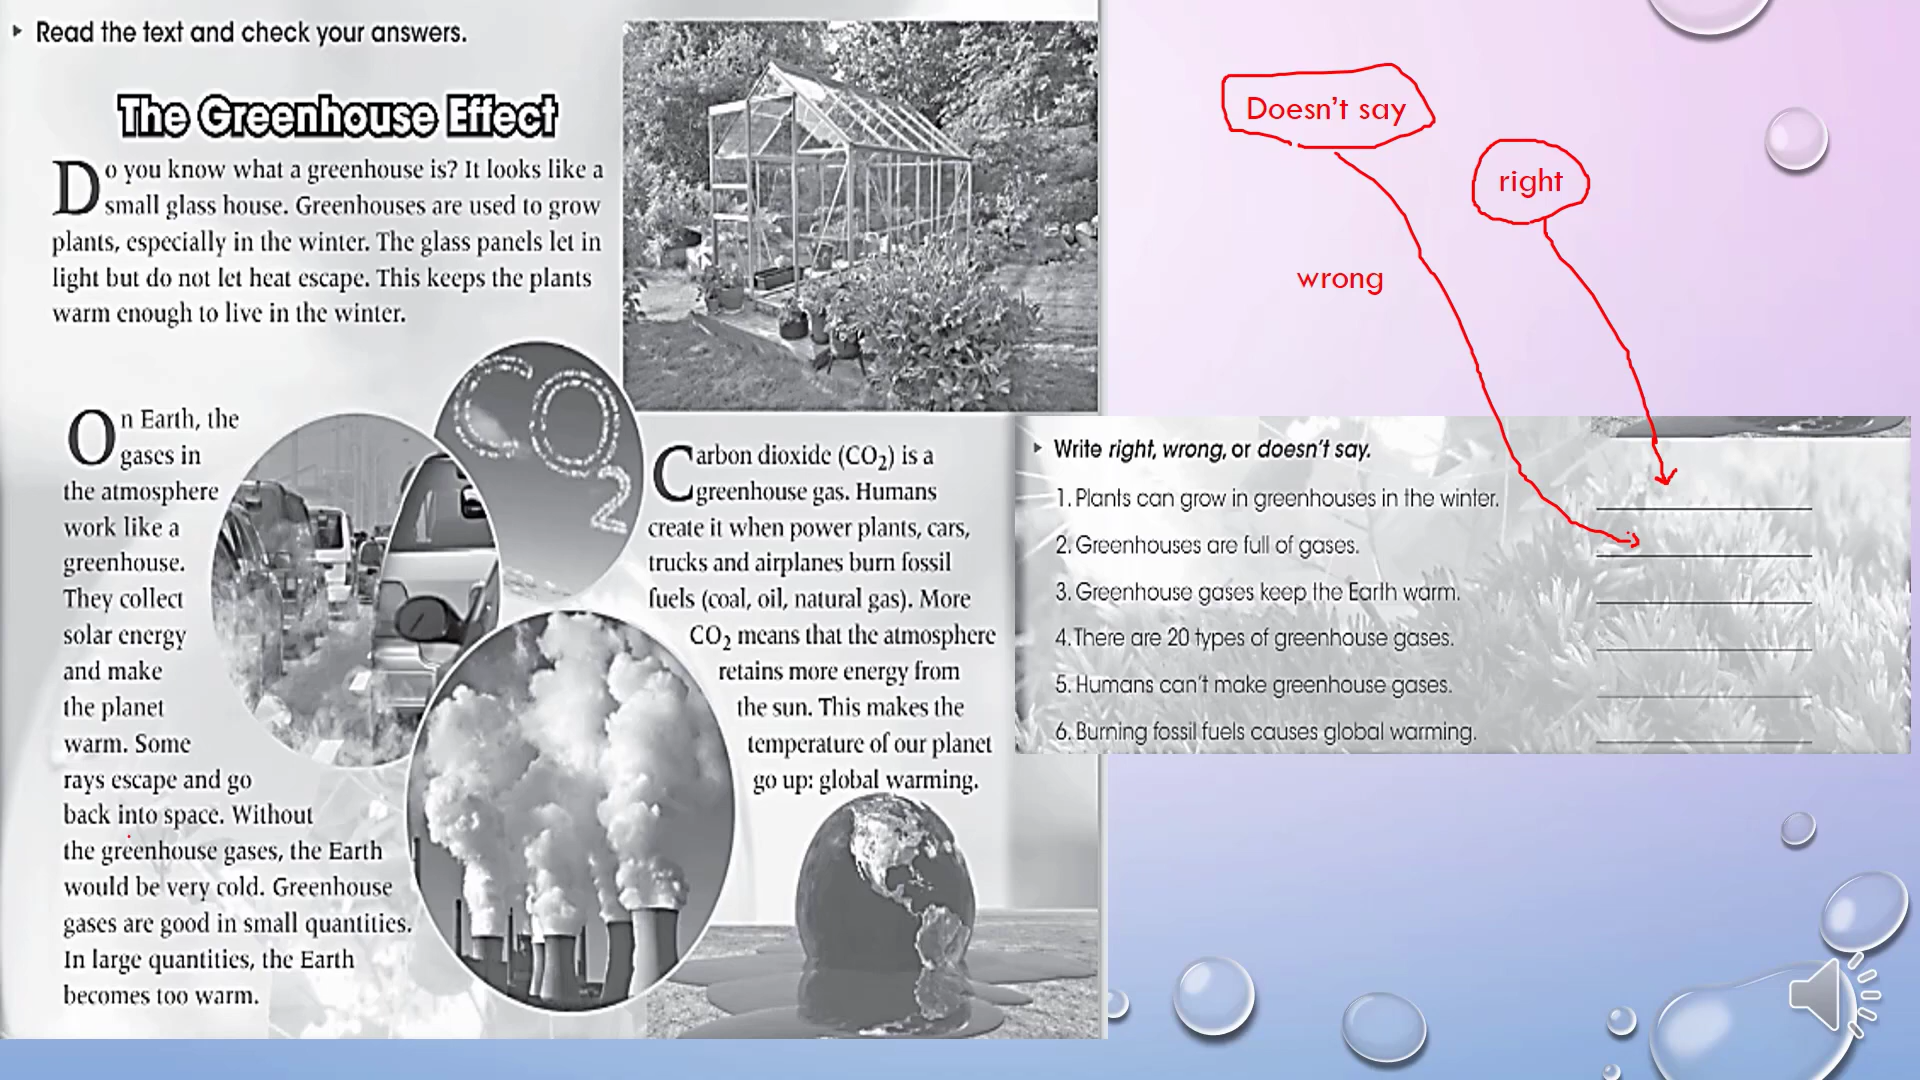 Read the text and check your answers.
The Greenhouse Effect
Do you know what a greenhouse is? It looks like a
small glass house. Greenhouses are used to grow
plants, especially in the winter. The glass panels let in
light but do not let heat escape. This keeps the plants
warm enough to live in the winter.
On Earth, the
gases in
the atmosphere
work like a
greenhouse.
They collect
solar energy
and make
the planet
warm. Some
rays escape and go
back into space. Without
the greenhouse gases, the Earth
would be very cold. Greenhouse
gases are good in small quantities.
In large quantities, the Earth
becomes too warm.
CO2
Carbon dioxide (CO2) is a
greenhouse gas. Humans
create it when power plants, cars,
trucks and airplanes burn fossil
fuels (coal, oil, natural gas). More
CO2 means that the atmosphere
retains more energy from
the sun. This makes the
temperature of our planet
go up: global warming.
Doesn't say
right
wrong
Write right, wrong, or doesn't say.
1. Plants can grow in greenhouses in the winter.
2. Greenhouses are full of gases.
3. Greenhouse gases keep the Earth warm.
4. There are 20 types of greenhouse gases.
5. Humans can't make greenhouse gases.
6. Burning fossil fuels causes global warming.